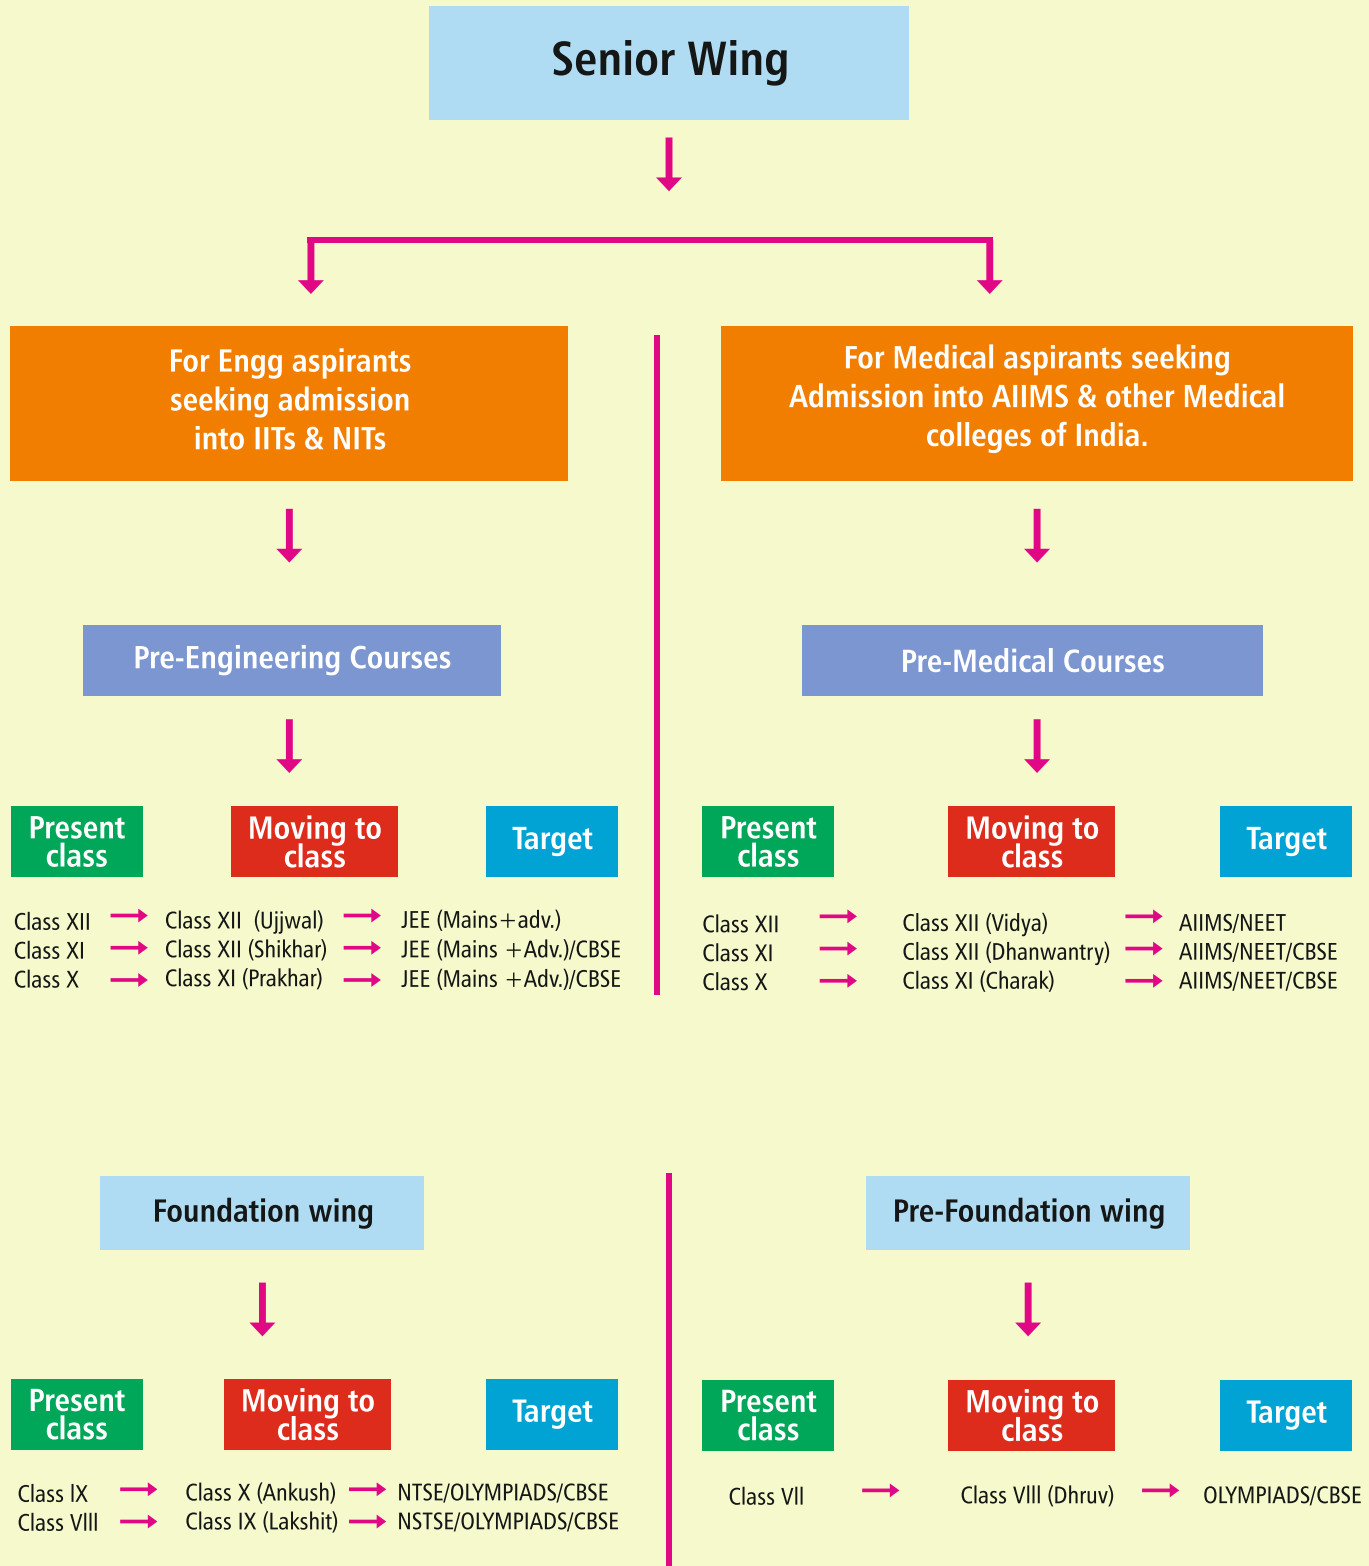 Senior Wing
For Engg aspirants
seeking admission
into IITs & NITs
For Medical aspirants seeking
Admission into AIIMS & other Medical
colleges of India.
Pre-Engineering Courses
Pre-Medical Courses
Present
class
Moving to
class
Target
Class XII Class XII (Ujjwal) JEE (Mains+adv.)
Class XI Class XII (Shikhar) JEE (Mains +Adv.)/CBSE
Class X Class XI (Prakhar) JEE (Mains +Adv.)/CBSE
Present
class
Moving to
class
Target
Class XII Class XII (Vidya) AIIMS/NEET
Class XI Class XII (Dhanwantry) AIIMS/NEET/CBSE
Class X Class XI (Charak) AIIMS/NEET/CBSE
Foundation wing
Present
class
Moving to
class
Target
Class lX Class X (Ankush) NTSE/OLYMPIADS/CBSE
Class Vlll Class IX (Lakshit) NSTSE/OLYMPIADS/CBSE
Pre-Foundation wing
Present
class
Moving to
class
Target
Class Vll Class Vlll (Dhruv) OLYMPIADS/CBSE